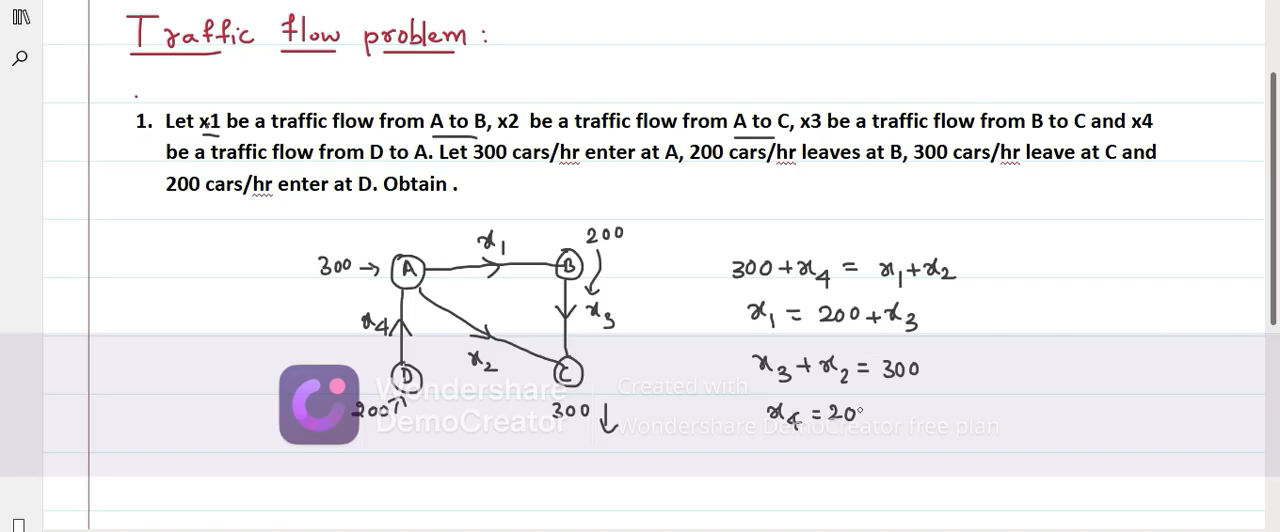 Traffic flow problem :
1. Let x1 be a traffic flow from A to B, x2 be a traffic flow from A to C, x3 be a traffic flow from B to C and x4
be a traffic flow from D to A. Let 300 cars/hr enter at A, 200 cars/hr leaves at B, 300 cars/hr leave at C and
200 cars/hr enter at D. Obtain .
200
x₁
300 → A B
300 + x₄ = x₁ + x₂
x₄ x₃
x₁ = 200 + x₃
x₂
D C
x₃ + x₂ = 300
200↑ 300 ↓
x₄ = 20
Wondershare
DemoCreator
Created with
Wondershare DemoCreator free plan